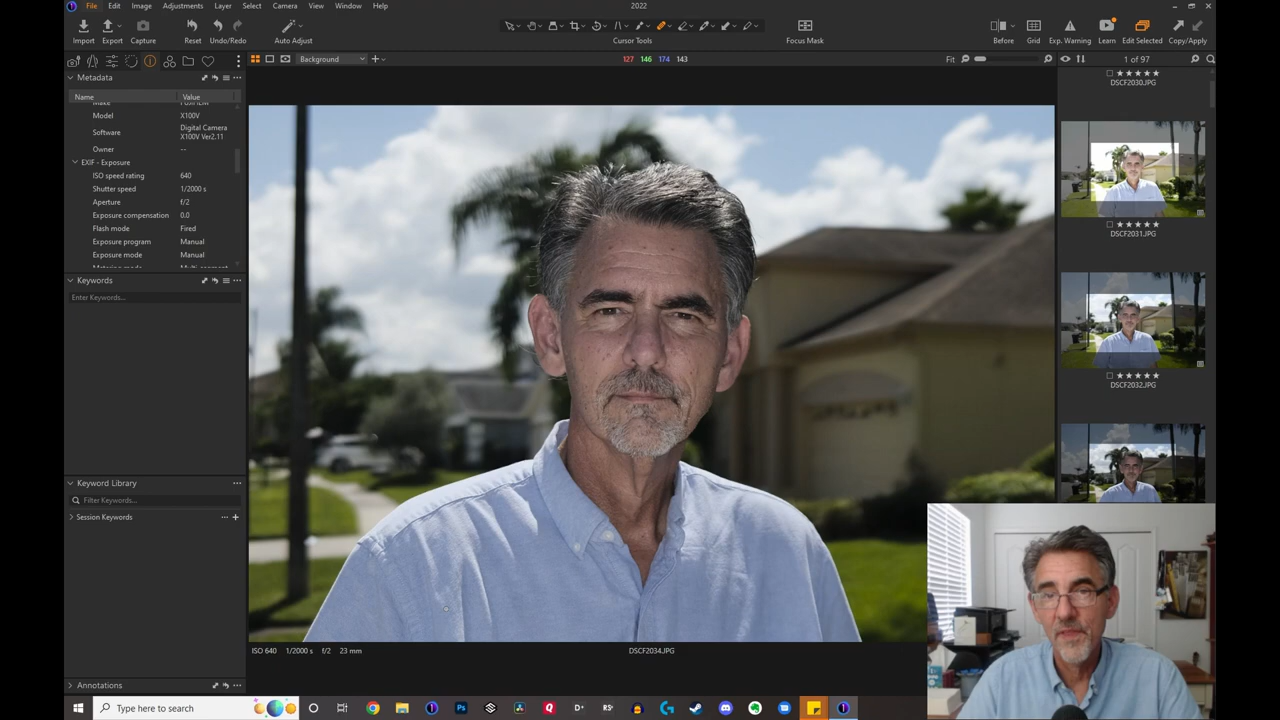 File Edit Image Adjustments Layer Select Camera View Window Help
2022
Import Export Capture Reset Undo/Redo Auto Adjust Cursor Tools Focus Mask Before Grid Exp. Warning Learn Edit Selected Copy/Apply
Background
127 146 174 143
Fit
1 of 97
Metadata
Name Value
Model X100V
Software Digital Camera
X100V Ver2.11
Owner --
EXIF - Exposure
ISO speed rating 640
Shutter speed 1/2000 s
Aperture f/2
Exposure compensation 0.0
Flash mode Fired
Exposure program Manual
Exposure mode Manual
Keywords
Enter Keywords...
Keyword Library
Filter Keywords...
Session Keywords
Annotations
ISO 640 1/2000 s f/2 23 mm
DSCF2034.JPG
DSCF2030.JPG
DSCF2031.JPG
DSCF2032.JPG
Type here to search